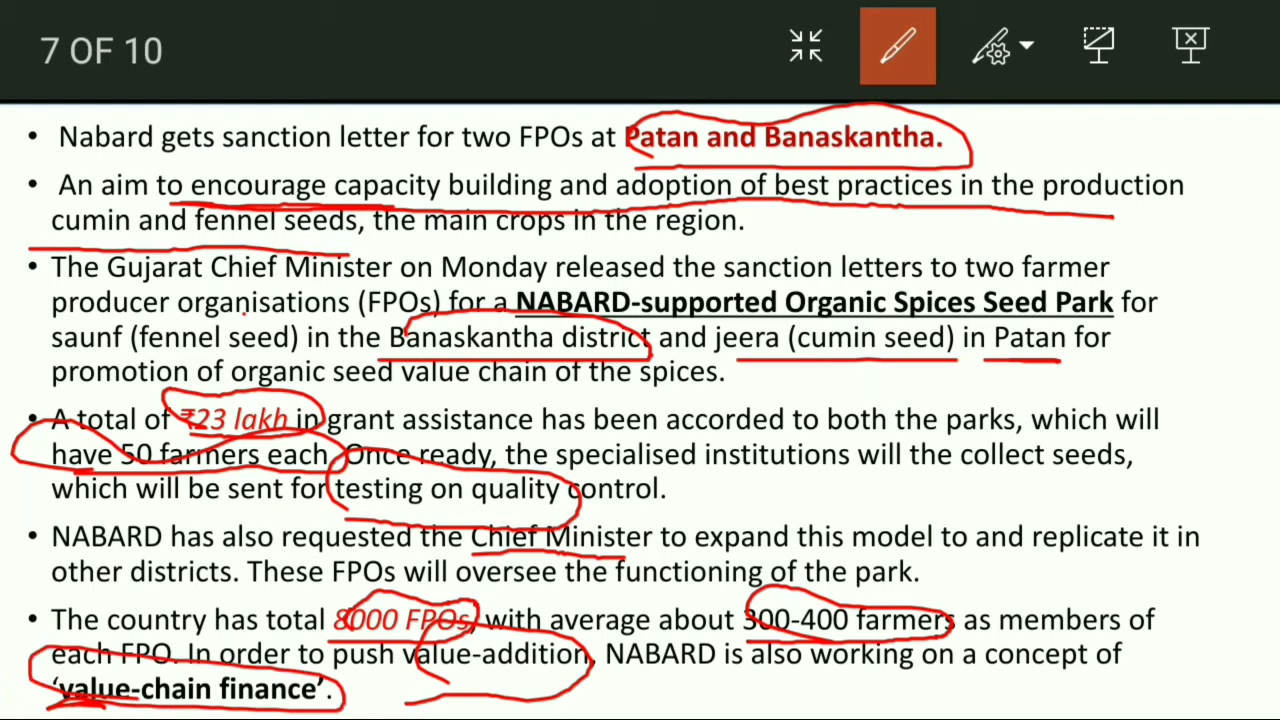 7 OF 10
• Nabard gets sanction letter for two FPOs at Patan and Banaskantha.
• An aim to encourage capacity building and adoption of best practices in the production
cumin and fennel seeds, the main crops in the region.
• The Gujarat Chief Minister on Monday released the sanction letters to two farmer
producer organisations (FPOs) for a NABARD-supported Organic Spices Seed Park for
saunf (fennel seed) in the Banaskantha district and jeera (cumin seed) in Patan for
promotion of organic seed value chain of the spices.
• A total of ₹23 lakh in grant assistance has been accorded to both the parks, which will
have 50 farmers each. Once ready, the specialised institutions will the collect seeds,
which will be sent for testing on quality control.
• NABARD has also requested the Chief Minister to expand this model to and replicate it in
other districts. These FPOs will oversee the functioning of the park.
• The country has total 8000 FPOs, with average about 300-400 farmers as members of
each FPO. In order to push value-addition, NABARD is also working on a concept of
‘value-chain finance’.